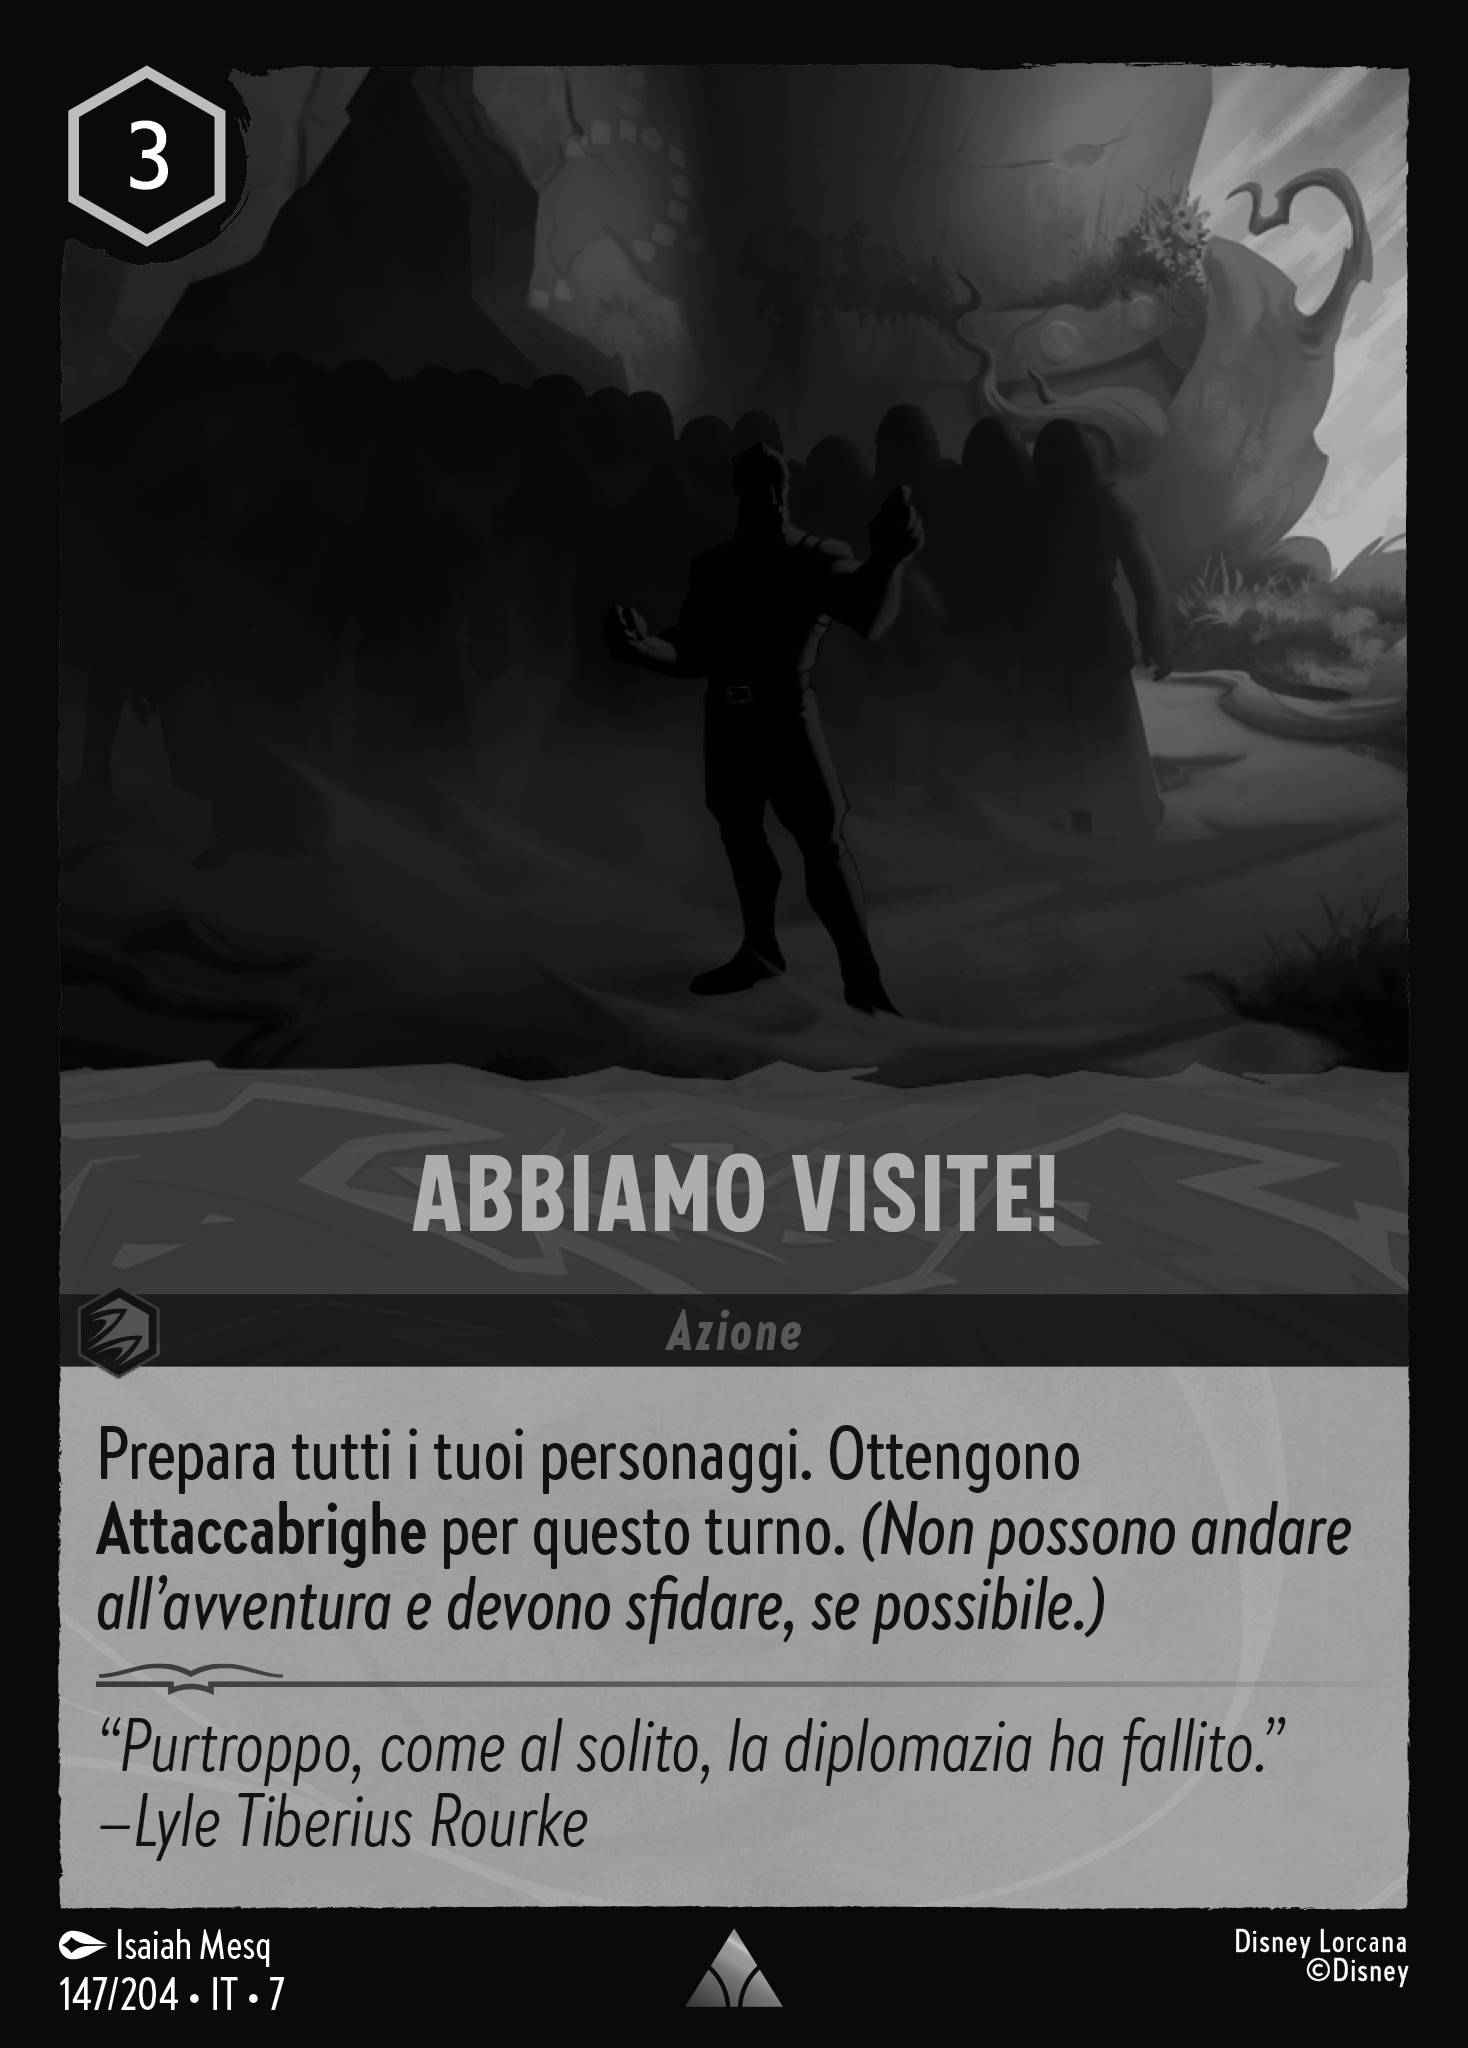 3
ABBIAMO VISITE!
Azione
Prepara tutti i tuoi personaggi. Ottengono
Attaccabrighe per questo turno. (Non possono andare
all’avventura e devono sfidare, se possibile.)
“Purtroppo, come al solito, la diplomazia ha fallito.”
–Lyle Tiberius Rourke
Isaiah Mesq
147/204 • IT • 7
Disney Lorcana
©Disney